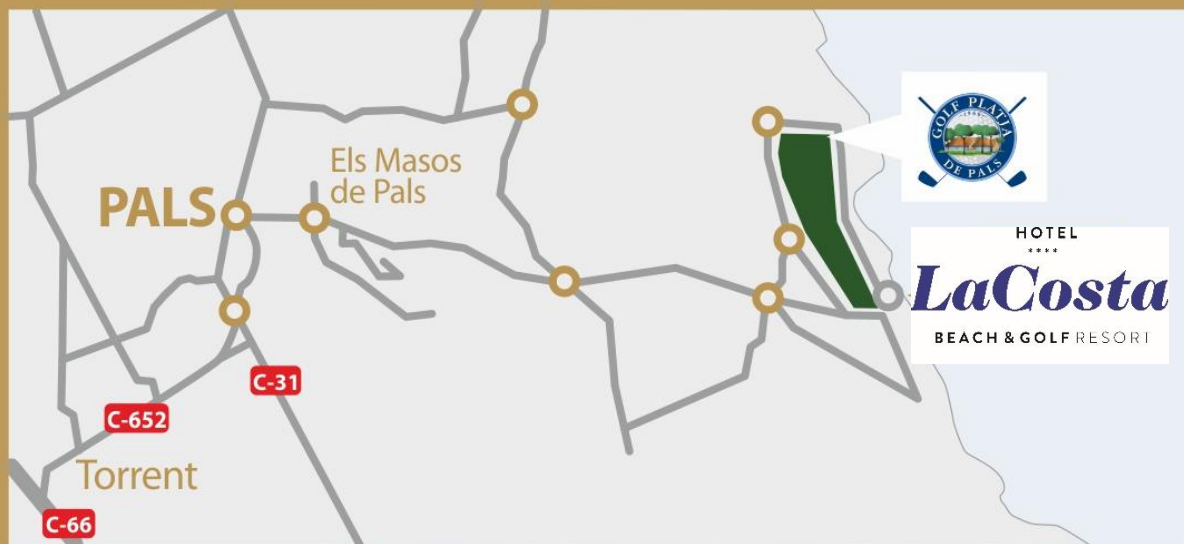 GOLF PLATJA
DE PALS
Els Masos
de Pals
PALS
HOTEL
****
LaCosta
BEACH & GOLF RESORT
C-31
C-652
Torrent
C-66